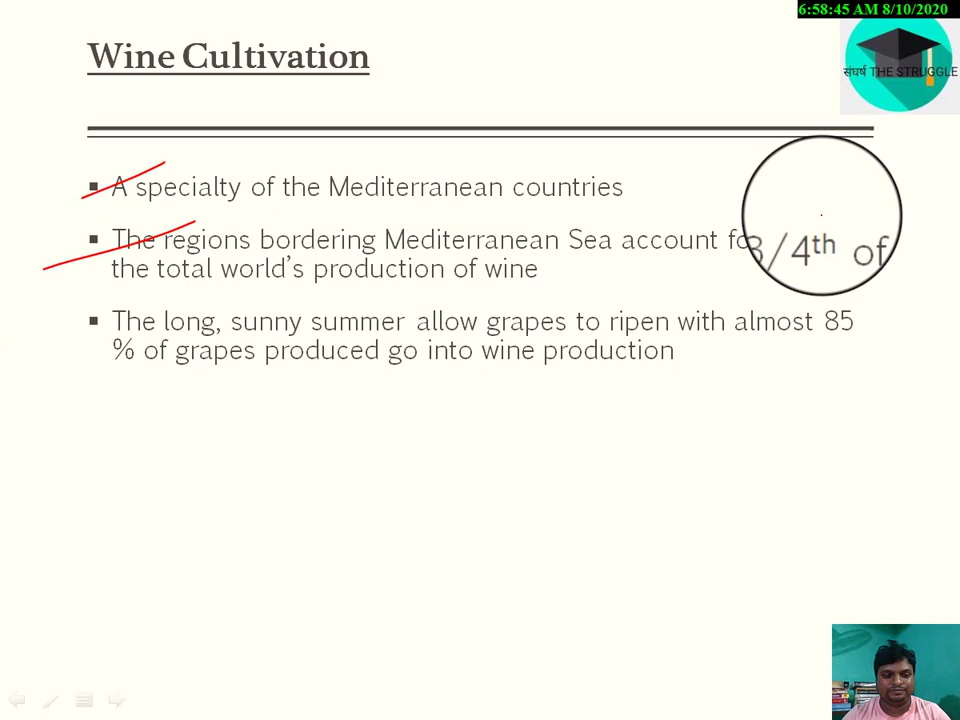 6:58:45 AM 8/10/2020
संघर्ष THE STRUGGLE
Wine Cultivation
▪ A specialty of the Mediterranean countries
▪ The regions bordering Mediterranean Sea account 3/4th of
the total world's production of wine
▪ The long, sunny summer allow grapes to ripen with almost 85
% of grapes produced go into wine production